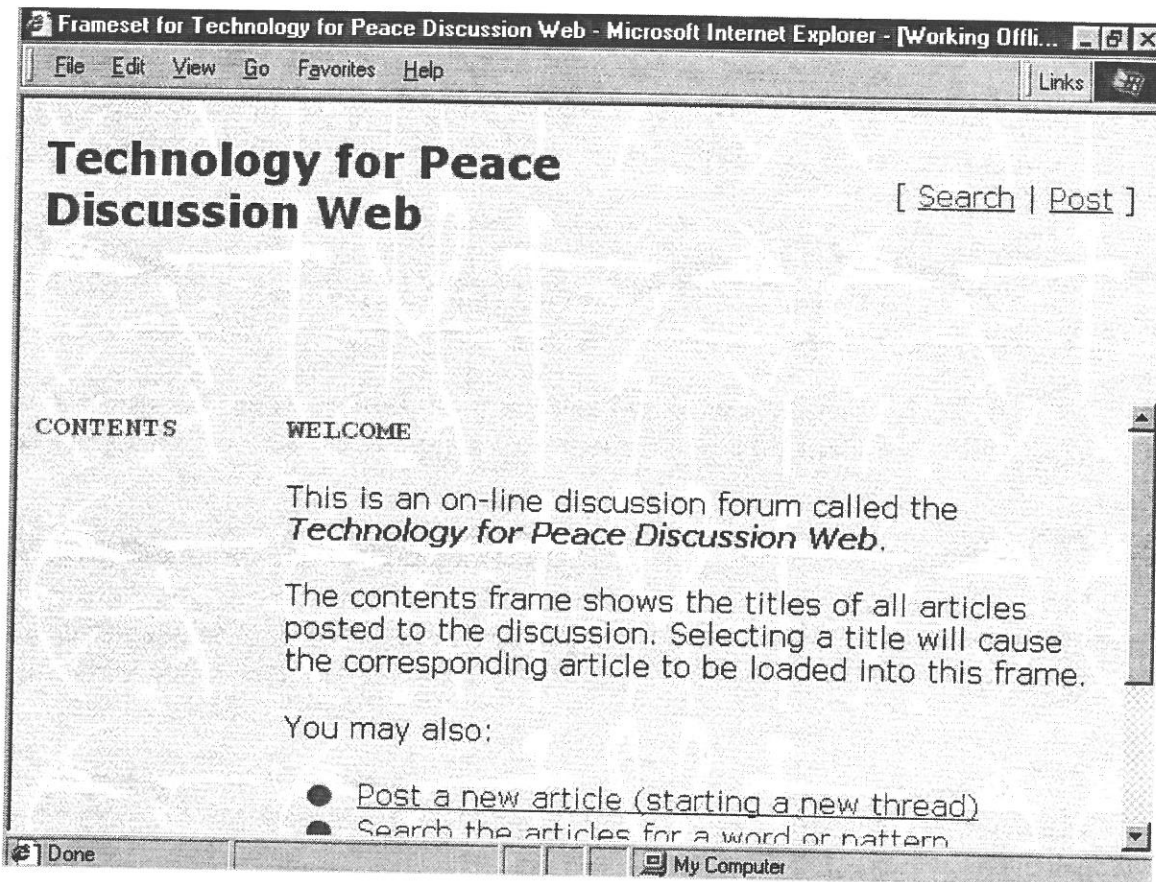 Frameset for Technology for Peace Discussion Web - Microsoft Internet Explorer - [Working Offli...
File Edit View Go Favorites Help
Links
Technology for Peace
Discussion Web
[ Search | Post ]
CONTENTS
WELCOME
This is an on-line discussion forum called the
Technology for Peace Discussion Web.
The contents frame shows the titles of all articles
posted to the discussion. Selecting a title will cause
the corresponding article to be loaded into this frame.
You may also:
Post a new article (starting a new thread)
Search the articles for a word or pattern
Done
My Computer